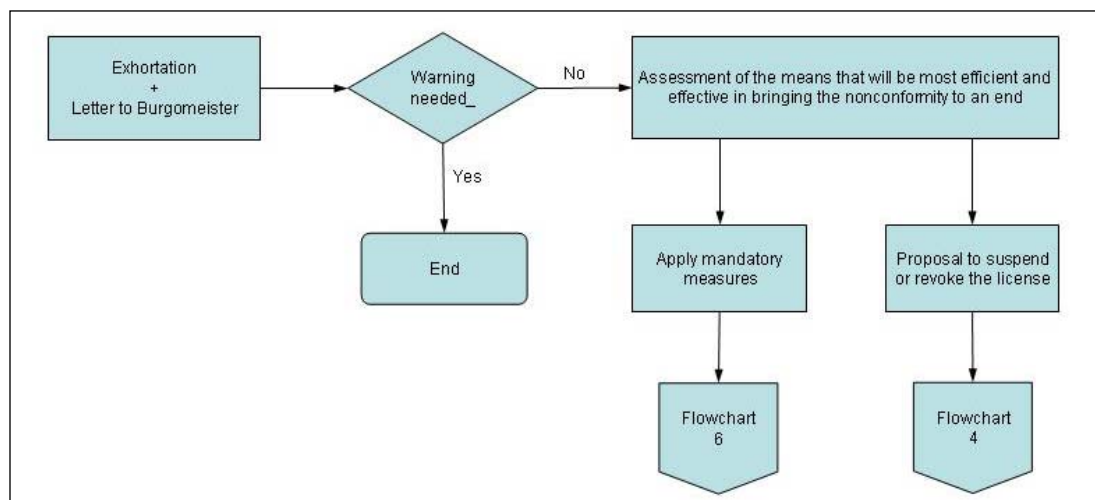 Exhortation
+
Letter to Burgomeister
Warning
needed_
No
Assessment of the means that will be most efficient and
effective in bringing the nonconformity to an end
Yes
End
Apply mandatory
measures
Proposal to suspend
or revoke the license
Flowchart
6
Flowchart
4